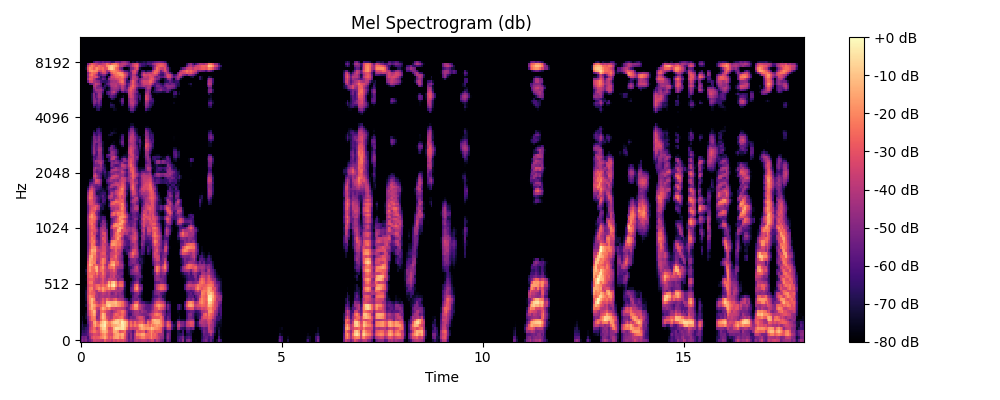 Mel Spectrogram (db)
Hz
8192
4096
2048
1024
512
0
0 5 10 15
Time
+0 dB
-10 dB
-20 dB
-30 dB
-40 dB
-50 dB
-60 dB
-70 dB
-80 dB